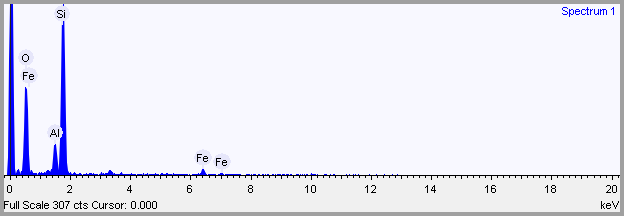 Spectrum 1
Si
O
Fe
Al
Fe
Fe
0 2 4 6 8 10 12 14 16 18 20
Full Scale 307 cts Cursor: 0.000 keV